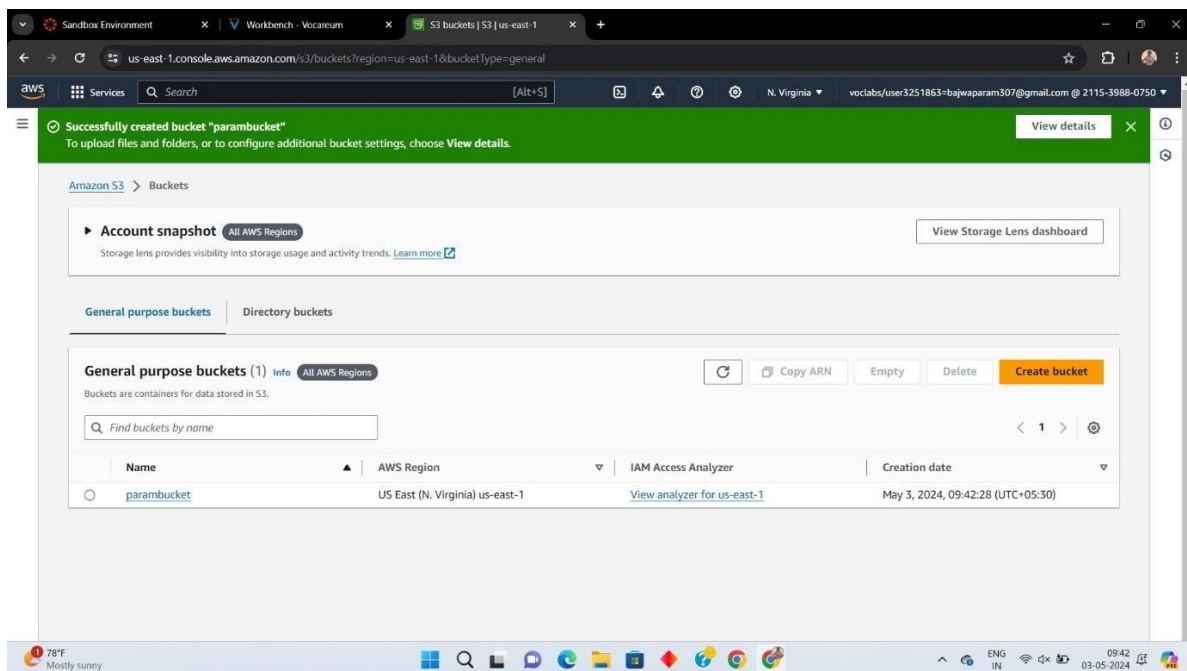 Sandbox Environment
Workbench - Vocareum
S3 buckets | S3 | us-east-1
us-east-1.console.aws.amazon.com/s3/buckets?region=us-east-1&bucketType=general
aws
Services
Search
[Alt+S]
N. Virginia
voclabs/user3251863=bajwaparam307@gmail.com @ 2115-3988-0750
Successfully created bucket "parambucket"
To upload files and folders, or to configure additional bucket settings, choose View details.
View details
Amazon S3 > Buckets
Account snapshot All AWS Regions
Storage lens provides visibility into storage usage and activity trends. Learn more
View Storage Lens dashboard
General purpose buckets
Directory buckets
General purpose buckets (1) Info All AWS Regions
Buckets are containers for data stored in S3.
Copy ARN
Empty
Delete
Create bucket
Find buckets by name
1
Name
AWS Region
IAM Access Analyzer
Creation date
parambucket
US East (N. Virginia) us-east-1
View analyzer for us-east-1
May 3, 2024, 09:42:28 (UTC+05:30)
1
78°F
Mostly sunny
ENG
IN
09:42
03-05-2024
PRE